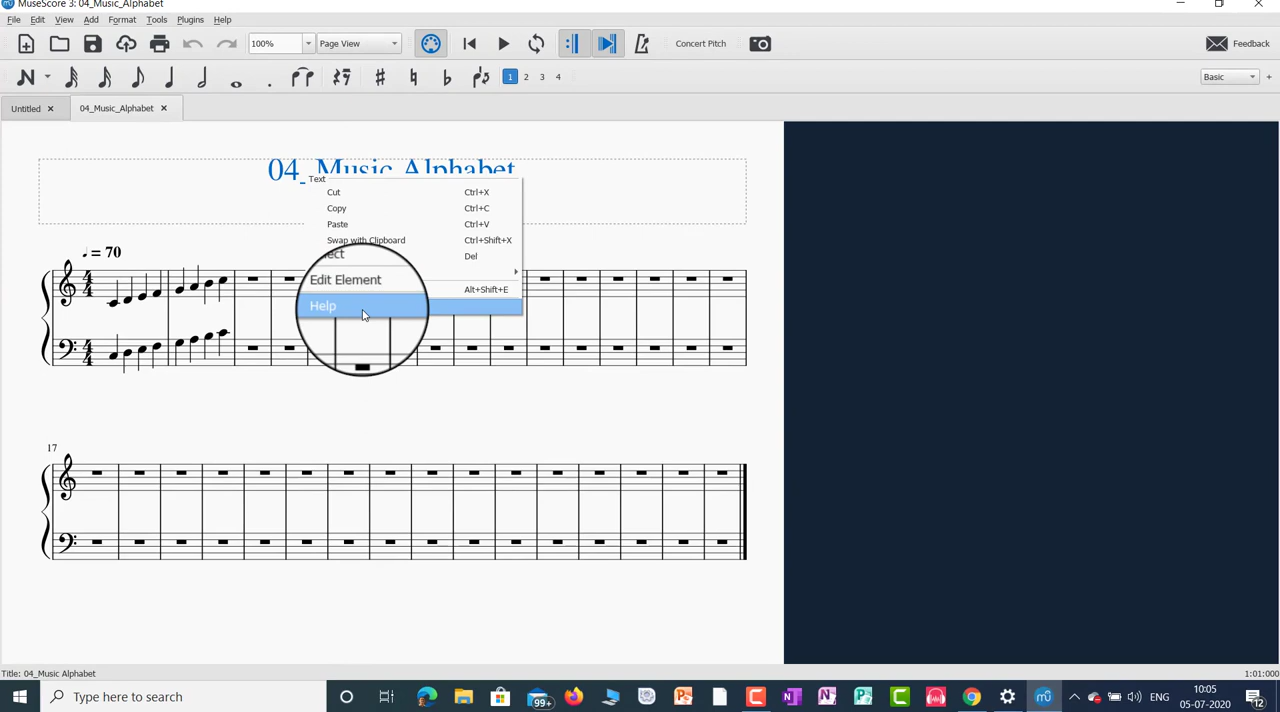 MuseScore 3: 04_Music_Alphabet
File Edit View Add Format Tools Plugins Help
100% Page View Concert Pitch Feedback
1 2 3 4 Basic +
Untitled 04_Music_Alphabet
04_ Music Alphabet
Text
Cut Ctrl+X
Copy Ctrl+C
Paste Ctrl+V
Swap with Clipboard Ctrl+Shift+X
Del
Edit Element
Alt+Shift+E
Help
= 70
17
Title: 04_Music Alphabet 1:01:000
Type here to search
99+
ENG
10:05
05-07-2020
12